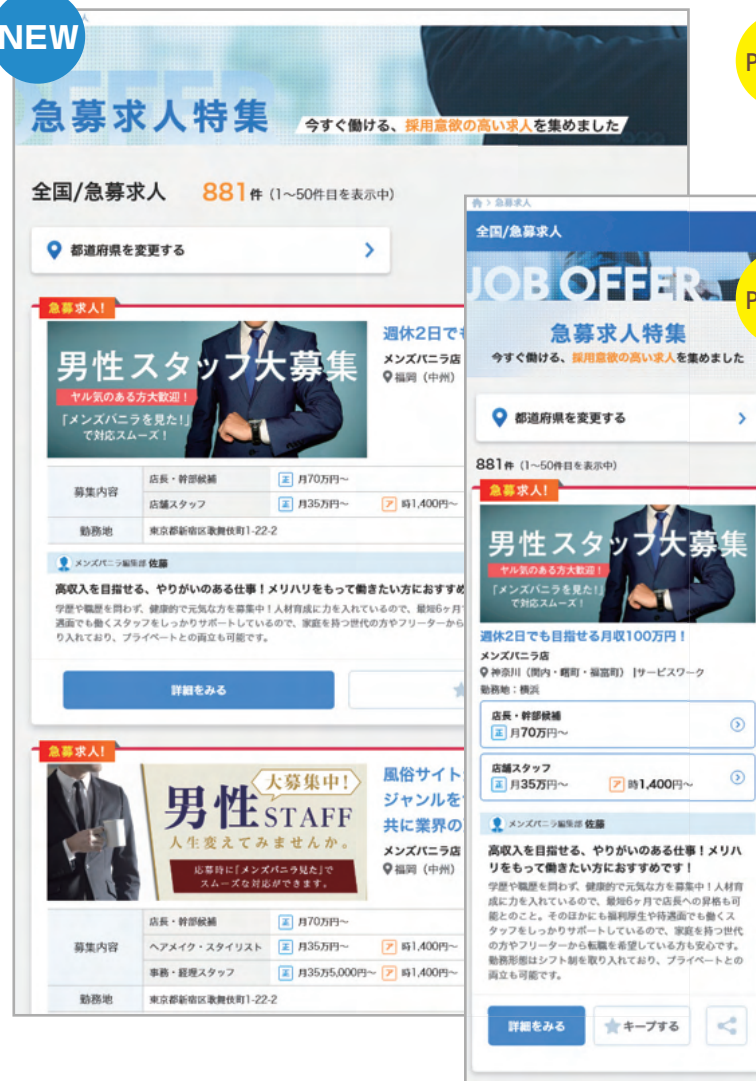 NEW
OFFER
急募求人特集
今すぐ働ける、採用意欲の高い求人を集めました
全国/急募求人 881件 (1〜50件目を表示中)
都道府県を変更する
急募求人!
男性スタッフ大募集
ヤル気のある方大歓迎!
「メンズバニラを見た!」
で対応スムーズ!
週休2日でも
メンズバニラ店
福岡(中州)
募集内容
店長・幹部候補 正 月70万円〜
店舗スタッフ 正 月35万円〜 ア 時1,400円〜
勤務地 東京都新宿区歌舞伎町1-22-2
メンズバニラ編集部 佐藤
高収入を目指せる、やりがいのある仕事!メリハリをもって働きたい方におすすめ
学歴や職歴を問わず、健康的で元気な方を募集中!人材育成に力を入れているので、最短6ヶ月
遇面でも働くスタッフをしっかりサポートしているので、家庭を持つ世代の方やフリーターから
り入れており、プライベートとの両立も可能です。
詳細をみる
急募求人!
大募集中!
男性STAFF
人生変えてみませんか。
応募時に「メンズバニラ見た」で
スムーズな対応ができます。
風俗サイト
ジャンルを
共に業界の
メンズバニラ店
福岡(中州)
募集内容
店長・幹部候補 正 月70万円〜
ヘアメイク・スタイリスト 正 月35万円〜 ア 時1,400円〜
事務・経理スタッフ 正 月35万5,000円〜 ア 時1,400円〜
勤務地 東京都新宿区歌舞伎町1-22-2
> 急募求人
全国/急募求人
JOB OFFER
急募求人特集
今すぐ働ける、採用意欲の高い求人を集めました
都道府県を変更する
881件 (1〜50件目を表示中)
急募求人!
男性スタッフ大募集
ヤル気のある方大歓迎!
「メンズバニラを見た!」
で対応スムーズ!
週休2日でも目指せる月収100万円!
メンズバニラ店
神奈川(関内・曙町・福富町)|サービスワーク
勤務地:横浜
店長・幹部候補
正 月70万円〜
店舗スタッフ
正 月35万円〜 ア 時1,400円〜
メンズバニラ編集部 佐藤
高収入を目指せる、やりがいのある仕事!メリハ
リをもって働きたい方におすすめです!
学歴や職歴を問わず、健康的で元気な方を募集中!人材育
成に力を入れているので、最短6ヶ月で店長への昇格も可
能とのこと。そのほかにも福利厚生や待遇面でも働くス
タッフをしっかりサポートしているので、家庭を持つ世代
の方やフリーターから転職を希望している方も安心です。
勤務形態はシフト制を取り入れており、プライベートとの
両立も可能です。
詳細をみる
キープする
P
P